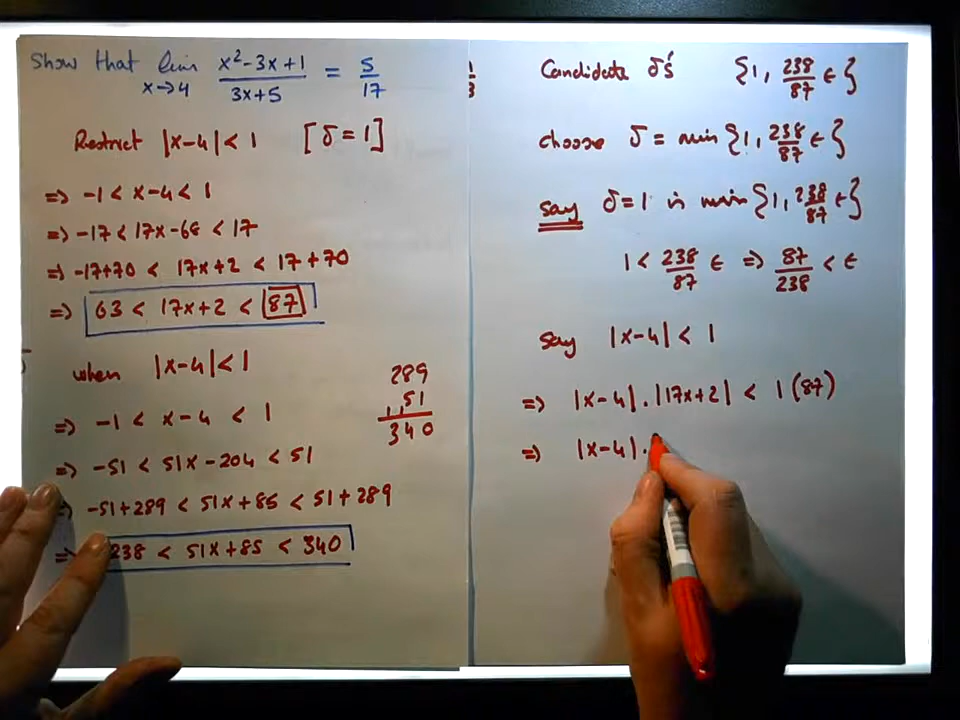 Show that lim x→4 x²-3x+1 / 3x+5 = 5/17
Restrict |x-4| < 1 [δ = 1]
=> -1 < x-4 < 1
=> -17 < 17x-68 < 17
=> -17+70 < 17x+2 < 17+70
=> 63 < 17x+2 < 87
when |x-4| < 1
=> -1 < x-4 < 1
=> -51 < 51x-204 < 51
=> -51+289 < 51x+85 < 51+289
=> 238 < 51x+85 < 340
289
51
340
Candidate δ's {1, 238/87 ε}
choose δ = min {1, 238/87 ε}
say δ=1 is min {1, 238/87 ε}
1 < 238/87 ε => 87/238 < ε
say |x-4| < 1
=> |x-4| . |17x+2| < 1 (87)
=> |x-4| .